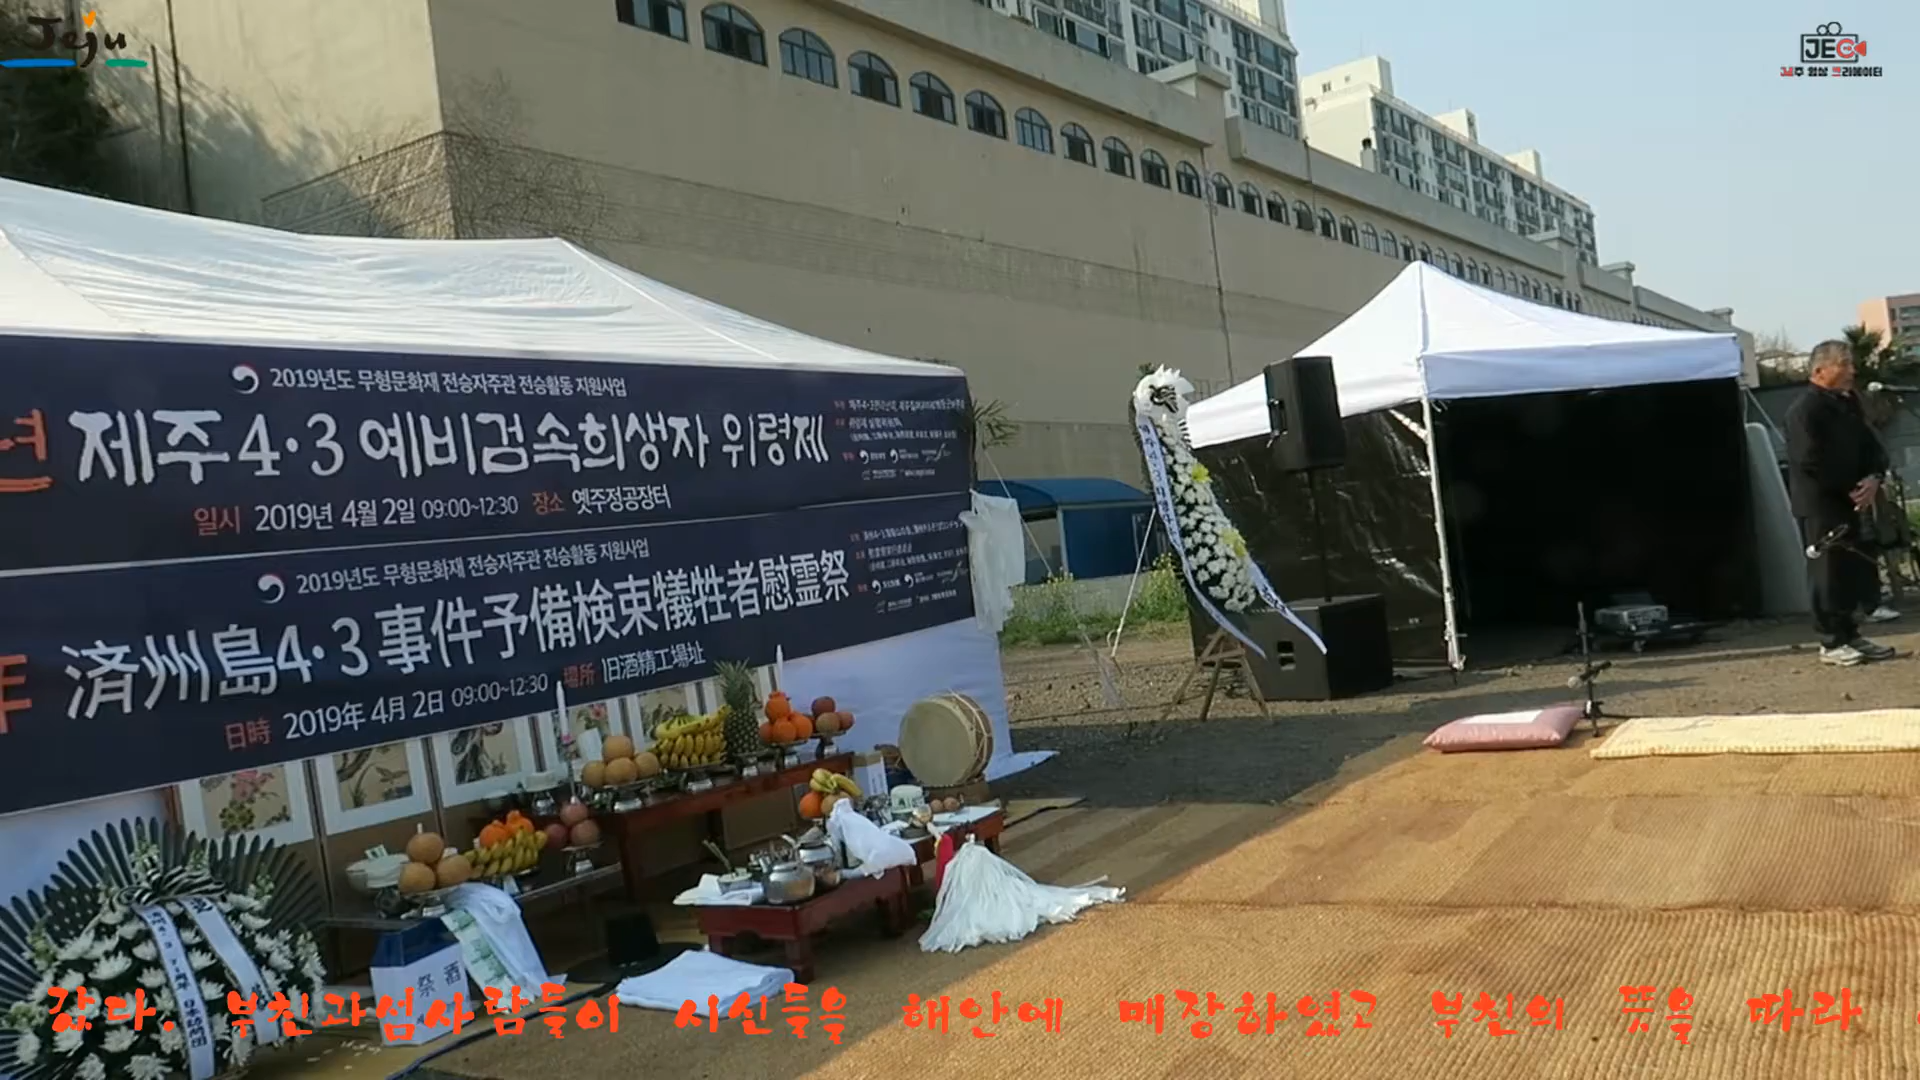 Jeju
JEC
제주 영상 크리에이터
2019년도 무형문화재 전승자주관 전승활동 지원사업
년 제주4·3 예비검속희생자 위령제
일시 2019년 4월 2일 09:00~12:30 장소 옛주정공장터
2019년도 무형문화재 전승자주관 전승활동 지원사업
年 済州島4·3事件予備検束犠牲者慰霊祭
日時 2019年 4月 2日 09:00~12:30 場所 旧酒精工場址
祭酒
갔다. 부친과섬사람들이 시신들을 해안에 매장하였고 부친의 뜻을 따라